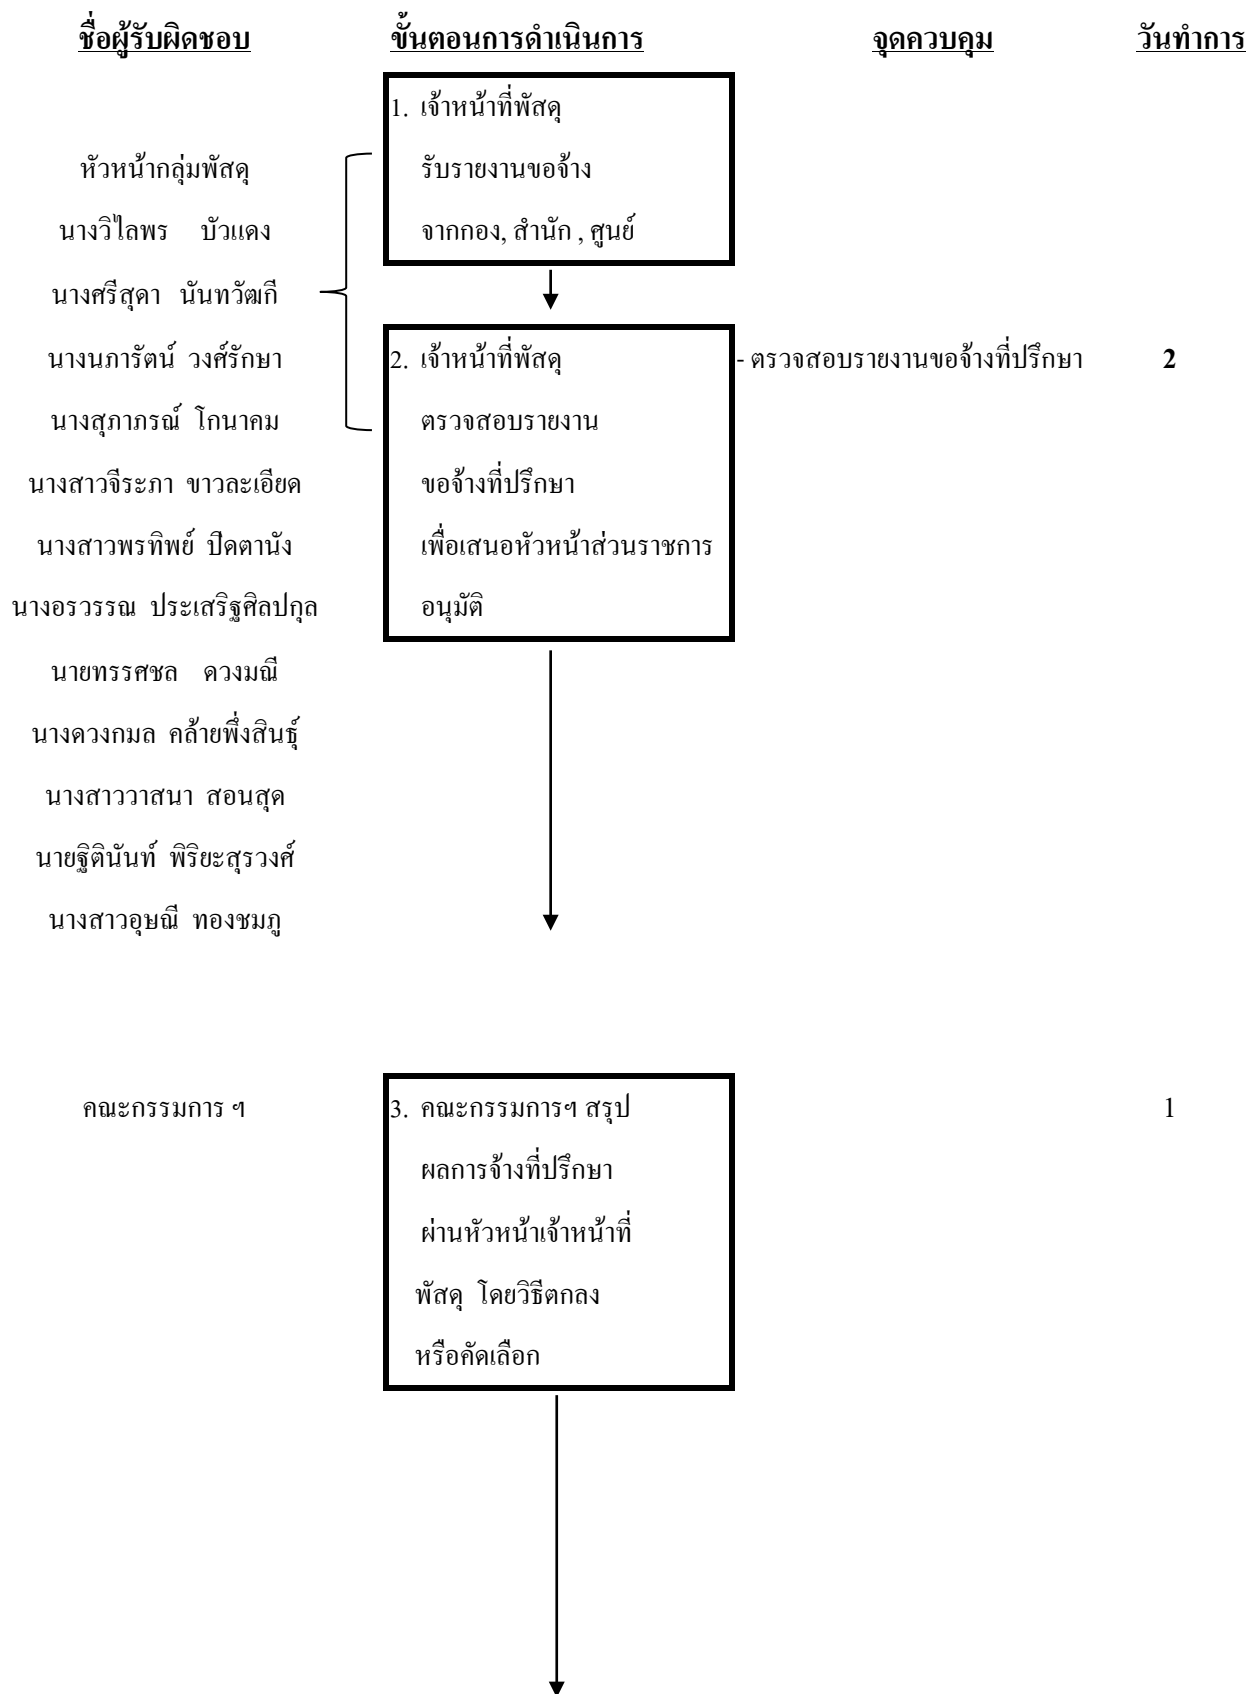 ชื่อผู้รับผิดชอบ ขั้นตอนการดำเนินการ จุดควบคุม วันทำการ
1. เจ้าหน้าที่พัสดุ
หัวหน้ากลุ่มพัสดุ รับรายงานขอจ้าง
นางวิไลพร บัวแดง จากกอง, สำนัก , ศูนย์
นางศรีสุดา นันทวัฒกี
นางนภารัตน์ วงศ์รักษา 2. เจ้าหน้าที่พัสดุ - ตรวจสอบรายงานขอจ้างที่ปรึกษา 2
นางสุภาภรณ์ โกนาคม ตรวจสอบรายงาน
นางสาวจีระภา ขาวละเอียด ขอจ้างที่ปรึกษา
นางสาวพรทิพย์ ปัดตานัง เพื่อเสนอหัวหน้าส่วนราชการ
นางอรวรรณ ประเสริฐศิลปกุล อนุมัติ
นายทรรศชล ดวงมณี
นางดวงกมล คล้ายพึ่งสินธุ์
นางสาววาสนา สอนสุด
นายฐิตินันท์ พิริยะสุรวงศ์
นางสาวอุษณี ทองชมภู
คณะกรรมการ ฯ 3. คณะกรรมการฯ สรุป 1
ผลการจ้างที่ปรึกษา
ผ่านหัวหน้าเจ้าหน้าที่
พัสดุ โดยวิธีตกลง
หรือคัดเลือก